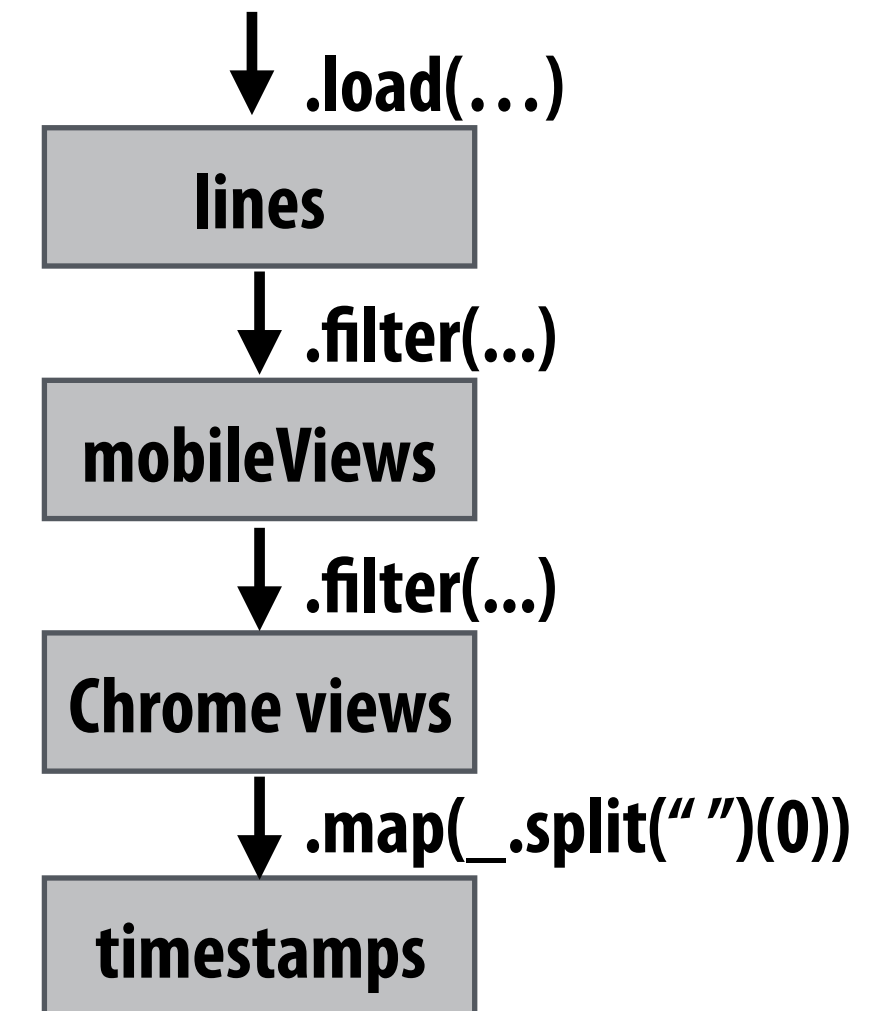 .load(...)
lines
.filter(...)
mobileViews
.filter(...)
Chrome views
.map(_.split(“ ”)(0))
timestamps